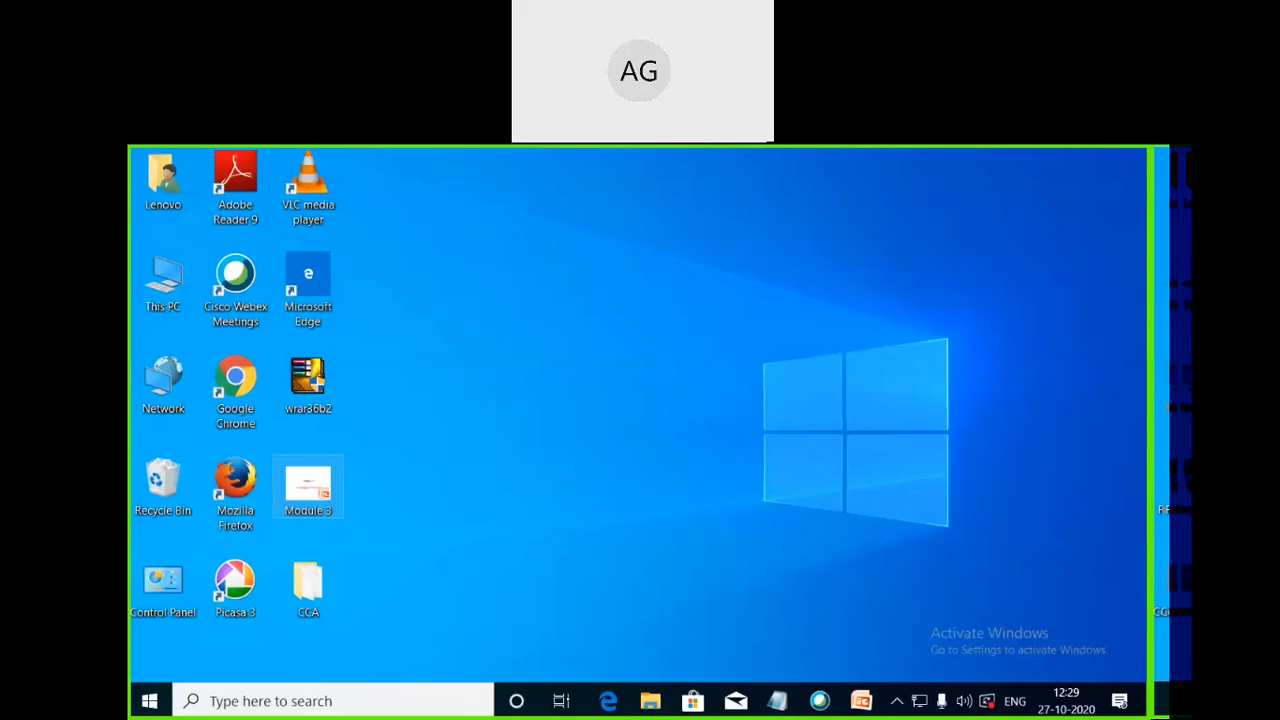 AG
Lenovo
Adobe
Reader 9
VLC media
player
This PC
Cisco Webex
Meetings
Microsoft
Edge
Network
Google
Chrome
wrar36b2
Recycle Bin
Mozilla
Firefox
Module 3
Control Panel
Picasa 3
CCA
Activate Windows
Go to Settings to activate Windows.
Type here to search
ENG
12:29
27-10-2020